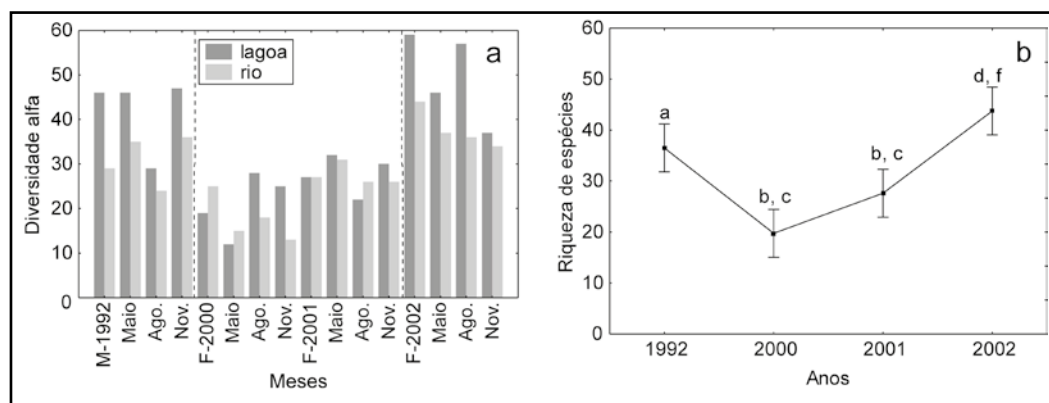 a
lagoa
rio
Diversidade alfa
60
50
40
30
20
10
0
M-1992
Maio
Ago.
Nov.
F-2000
Maio
Ago.
Nov.
F-2001
Maio
Ago.
Nov.
F-2002
Maio
Ago.
Nov.
Meses
b
Riqueza de espécies
60
50
40
30
20
10
0
a
b, c
b, c
d, f
1992
2000
2001
2002
Anos